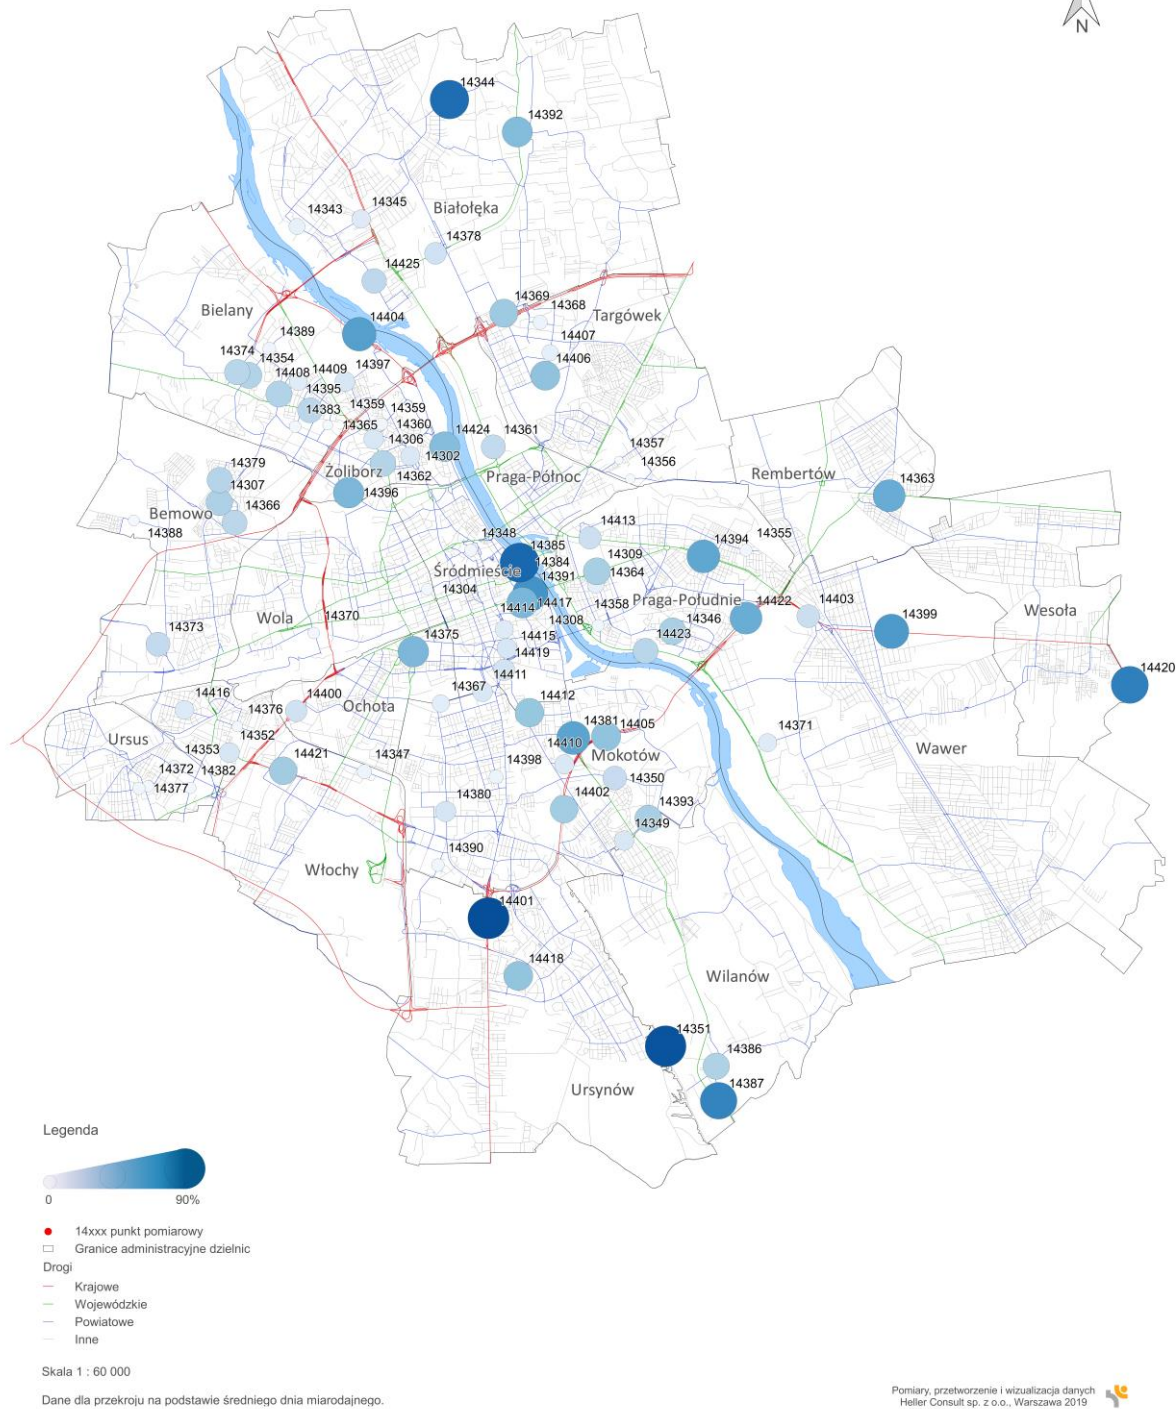 N
14344
14392
14343
14345
Białołęka
14378
14425
14369
14368
Bielany
14404
Targówek
14389
14407
14374
14354
14397
14406
14408
14409
14395
14383
14359
14359
14365
14360
14424
14361
14306
14302
14357
14379
Żoliborz
14362
Praga-Północ
14356
Rembertów
14363
14307
14396
14366
Bemowo
14388
14413
14348
14385
14394
14355
14384
14309
Śródmieście
14391
14364
14304
14358
Praga-Południe
14417
14414
14422
14403
Wesoła
Wola
14370
14308
14346
14399
14373
14375
14415
14423
14419
14420
14411
14416
14400
14367
14376
Ochota
14412
14381
14405
14371
Ursus
14352
14410
Wawer
14353
Mokotów
14421
14347
14398
14350
14372
14382
14377
14380
14402
14393
14349
14390
Włochy
14401
14418
Wilanów
14351
14386
14387
Ursynów
Legenda
0
90%
14xxx punkt pomiarowy
Granice administracyjne dzielnic
Drogi
Krajowe
Wojewódzkie
Powiatowe
Inne
Skala 1 : 60 000
Dane dla przekroju na podstawie średniego dnia miarodajnego.
Pomiary, przetworzenie i wizualizacja danych
Heller Consult sp. z o.o., Warszawa 2019